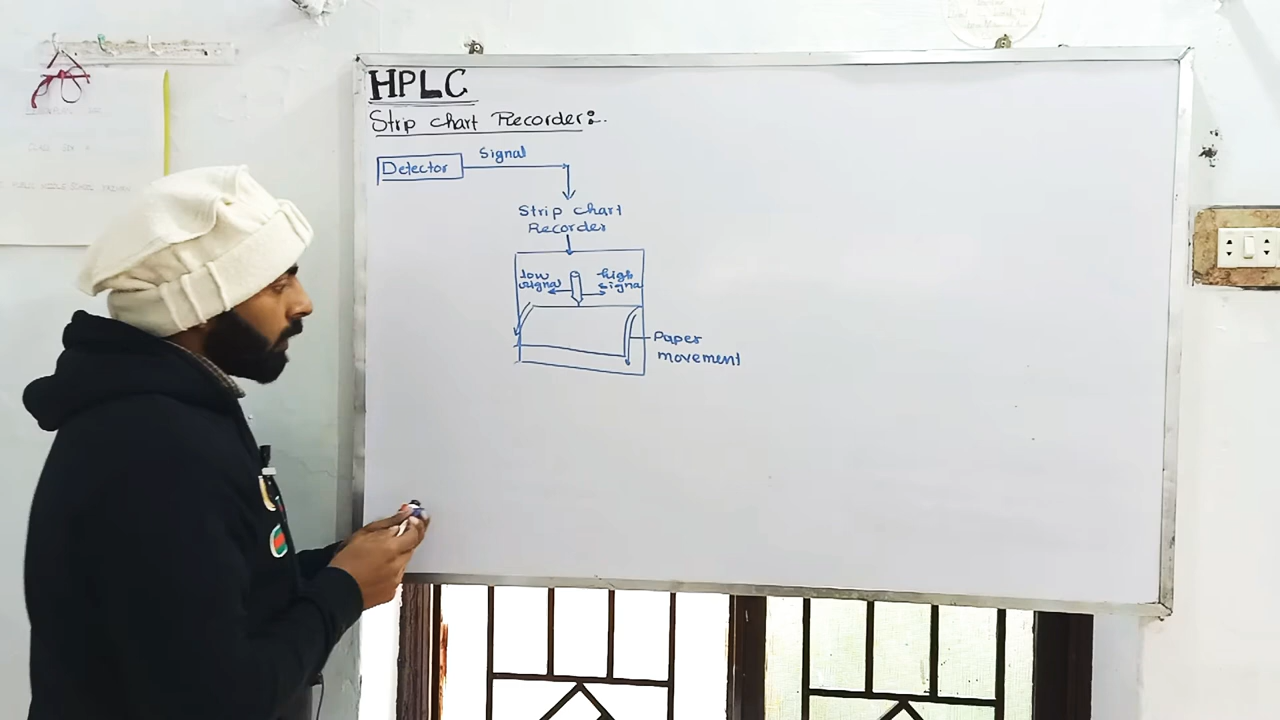 HPLC
Strip chart Recorder:-.
Signal
Detector
Strip chart
Recorder
low
signal
high
signal
Paper
movement